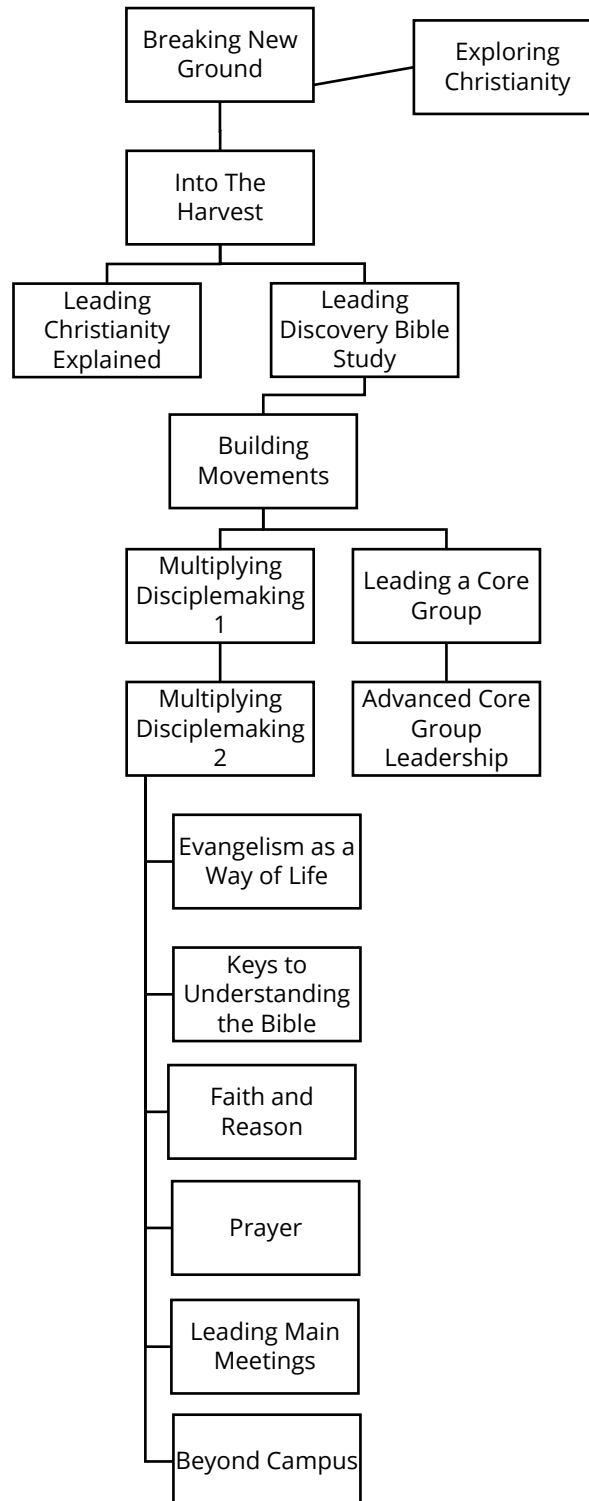 Breaking New
Ground
Exploring
Christianity
Into The
Harvest
Leading
Christianity
Explained
Leading
Discovery Bible
Study
Building
Movements
Multiplying
Disciplemaking
1
Leading a Core
Group
Multiplying
Disciplemaking
2
Advanced Core
Group
Leadership
Evangelism as a
Way of Life
Keys to
Understanding
the Bible
Faith and
Reason
Prayer
Leading Main
Meetings
Beyond Campus